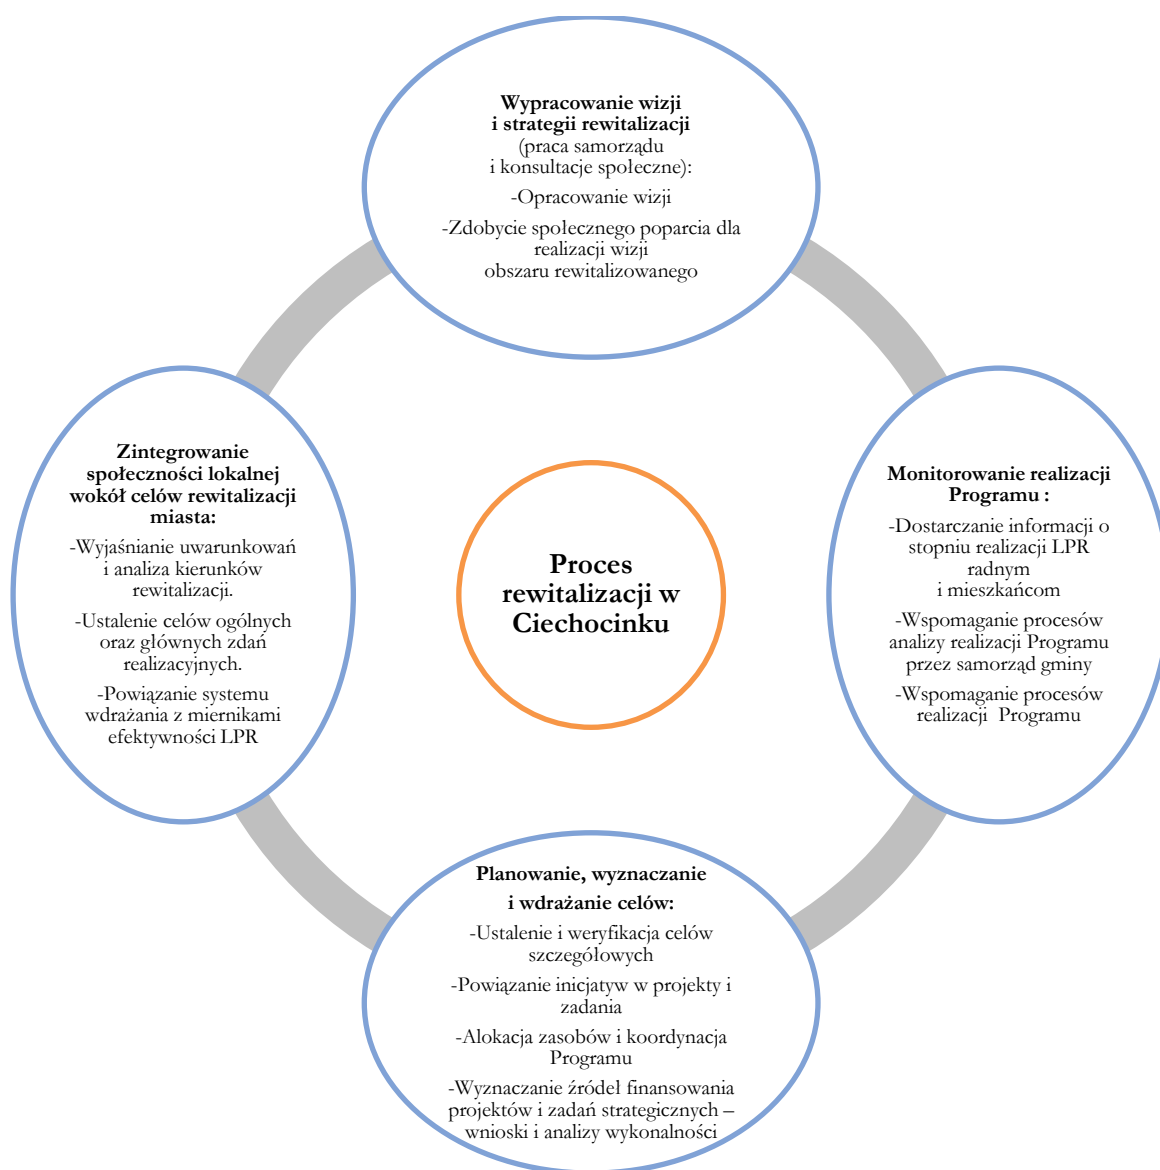 Wypracowanie wizji
i strategii rewitalizacji
(praca samorządu
i konsultacje społeczne):
-Opracowanie wizji
-Zdobycie społecznego poparcia dla
realizacji wizji
obszaru rewitalizowanego
Zintegrowanie
społeczności lokalnej
wokół celów rewitalizacji
miasta:
-Wyjaśnianie uwarunkowań
i analiza kierunków
rewitalizacji.
-Ustalenie celów ogólnych
oraz głównych zdań
realizacyjnych.
-Powiązanie systemu
wdrażania z miernikami
efektywności LPR
Proces
rewitalizacji w
Ciechocinku
Monitorowanie realizacji
Programu :
-Dostarczanie informacji o
stopniu realizacji LPR
radnym
i mieszkańcom
-Wspomaganie procesów
analizy realizacji Programu
przez samorząd gminy
-Wspomaganie procesów
realizacji  Programu
Planowanie, wyznaczanie
i wdrażanie celów:
-Ustalenie i weryfikacja celów
szczegółowych
-Powiązanie inicjatyw w projekty i
zadania
-Alokacja zasobów i koordynacja
Programu
-Wyznaczanie źródeł finansowania
projektów i zadań strategicznych –
wnioski i analizy wykonalności